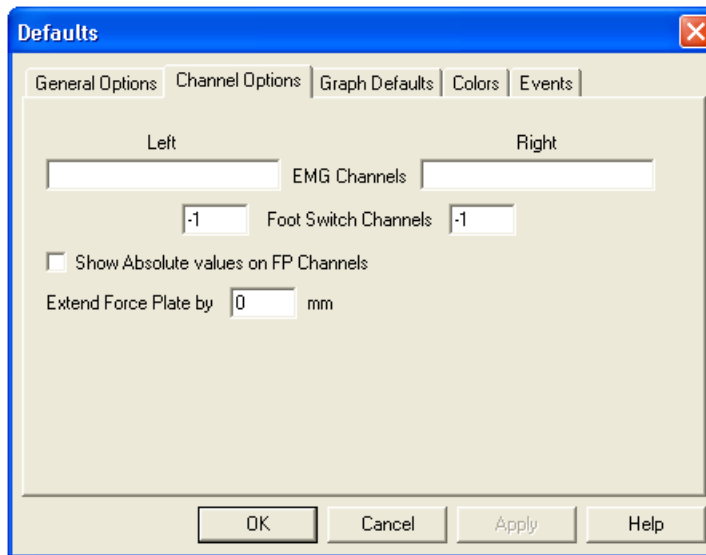 Defaults
General Options Channel Options Graph Defaults Colors Events
Left Right
EMG Channels
-1 Foot Switch Channels -1
Show Absolute values on FP Channels
Extend Force Plate by 0 mm
OK Cancel Apply Help